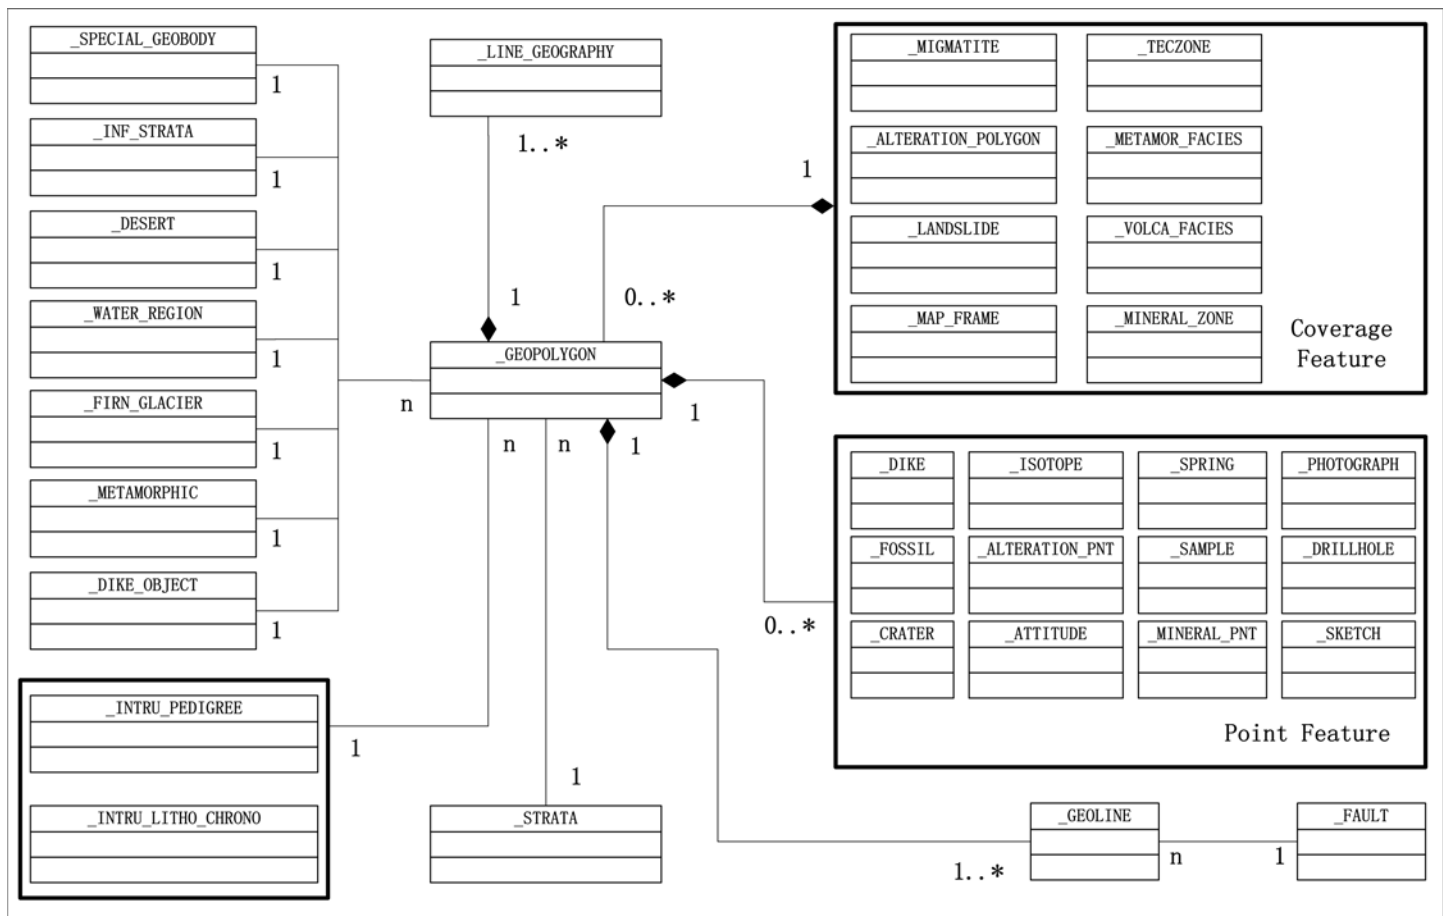 _SPECIAL_GEOBODY
1
_INF_STRATA
1
_DESERT
1
_WATER_REGION
1
_FIRN_GLACIER
1
_METAMORPHIC
1
_DIKE_OBJECT
1
_INTRU_PEDIGREE
1
_INTRU_LITHO_CHRONO
_LINE_GEOGRAPHY
1..*
1
0..*
_GEOPOLYGON
n
n
n
1
1
1
_STRATA
1
_MIGMATITE
_TECZONE
_ALTERATION_POLYGON
_METAMOR_FACIES
_LANDSLIDE
_VOLCA_FACIES
_MAP_FRAME
_MINERAL_ZONE
Coverage
Feature
0..*
_DIKE
_ISOTOPE
_SPRING
_PHOTOGRAPH
_FOSSIL
_ALTERATION_PNT
_SAMPLE
_DRILLHOLE
_CRATER
_ATTITUDE
_MINERAL_PNT
_SKETCH
Point Feature
1..*
_GEOLINE
n
1
_FAULT